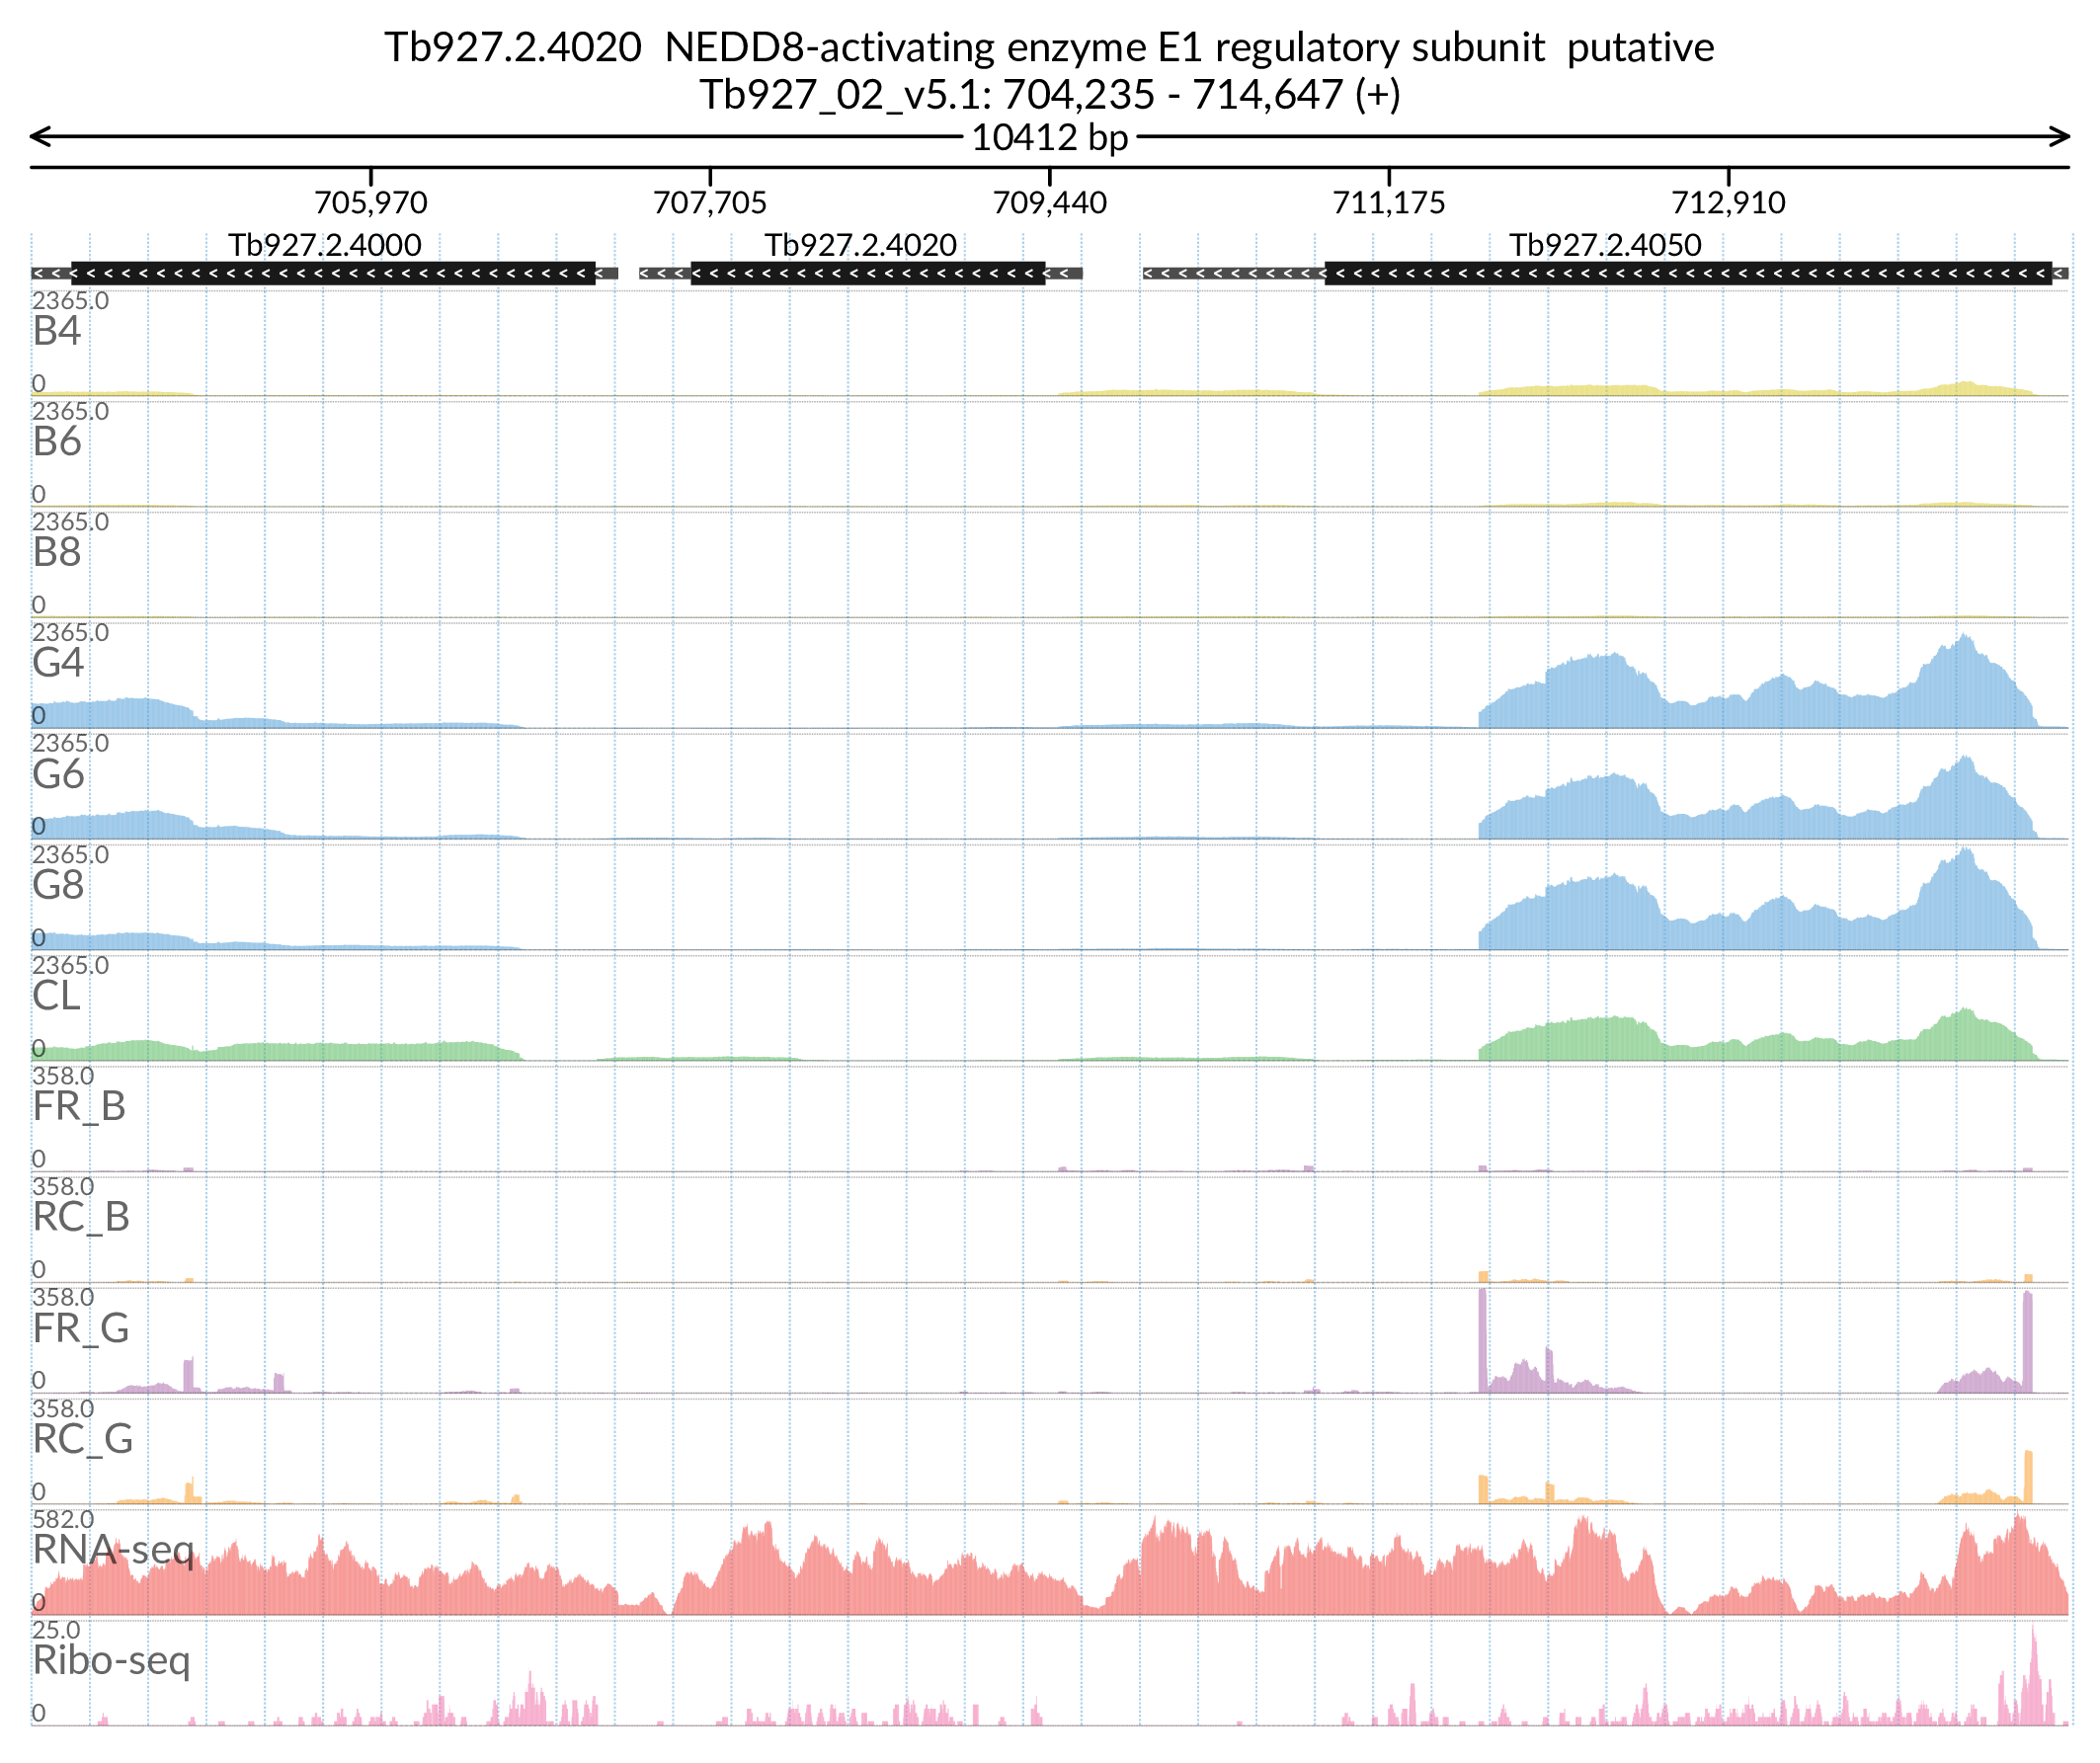 Tb927.2.4020 NEDD8-activating enzyme E1 regulatory subunit putative
Tb927_02_v5.1: 704,235 - 714,647 (+)
10412 bp
705,970 707,705 709,440 711,175 712,910
Tb927.2.4000 Tb927.2.4020 Tb927.2.4050
2365.0
B4
0
2365.0
B6
0
2365.0
B8
0
2365.0
G4
0
2365.0
G6
0
2365.0
G8
0
2365.0
CL
0
358.0
FR_B
0
358.0
RC_B
0
358.0
FR_G
0
358.0
RC_G
0
582.0
RNA-seq
0
25.0
Ribo-seq
0